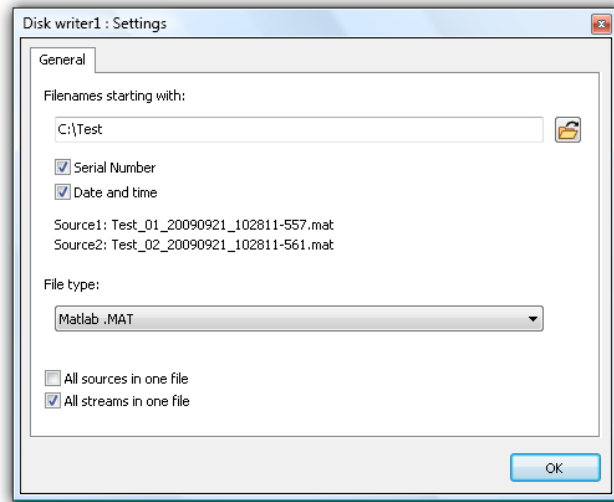 Disk writer1 : Settings
General
Filenames starting with:
C:\Test
Serial Number
Date and time
Source1: Test_01_20090921_102811-557.mat
Source2: Test_02_20090921_102811-561.mat
File type:
Matlab .MAT
All sources in one file
All streams in one file
OK